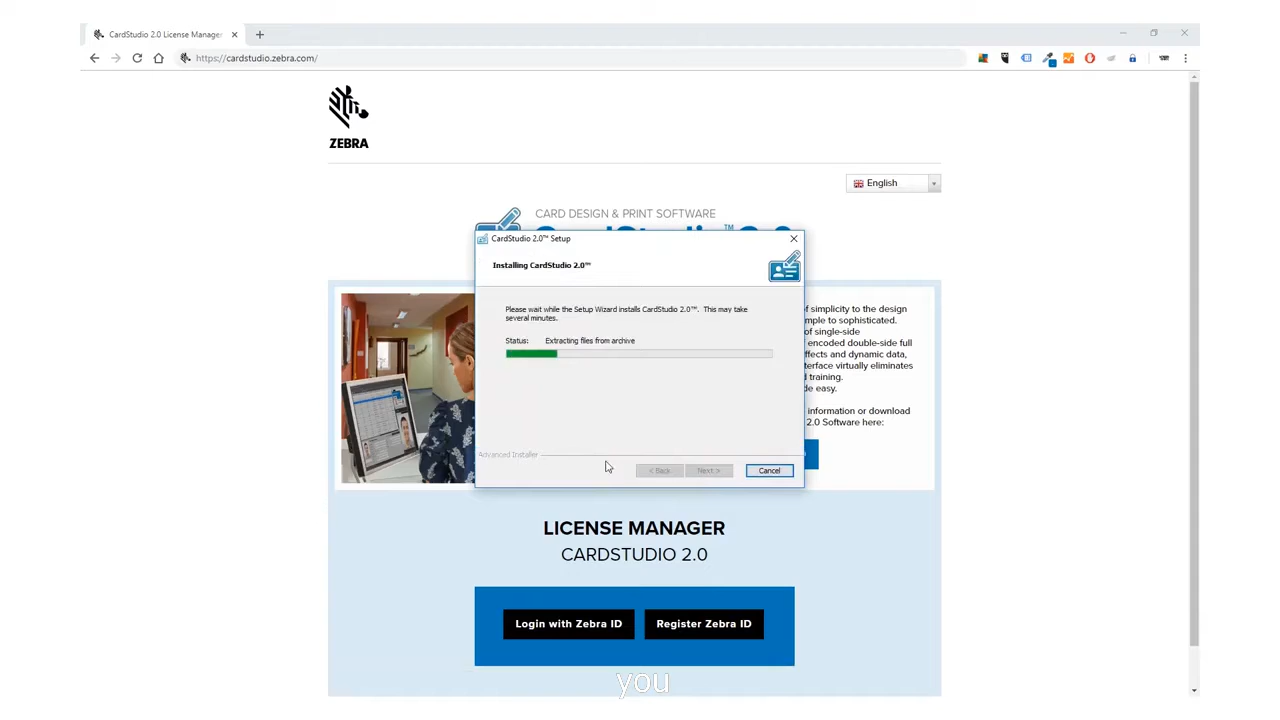 CardStudio 2.0 License Manager
https://cardstudio.zebra.com/
ZEBRA
English
CARD DESIGN & PRINT SOFTWARE
CardStudio™ 2.0
CardStudio 2.0™ Setup
Installing CardStudio 2.0™
Please wait while the Setup Wizard installs CardStudio 2.0™. This may take
several minutes.
Status: Extracting files from archive
Advanced Installer
< Back
Next >
Cancel
of simplicity to the design
mple to sophisticated.
of single-side
encoded double-side full
ffects and dynamic data,
terface virtually eliminates
d training.
de easy.
information or download
2.0 Software here:
LICENSE MANAGER
CARDSTUDIO 2.0
Login with Zebra ID
Register Zebra ID
you